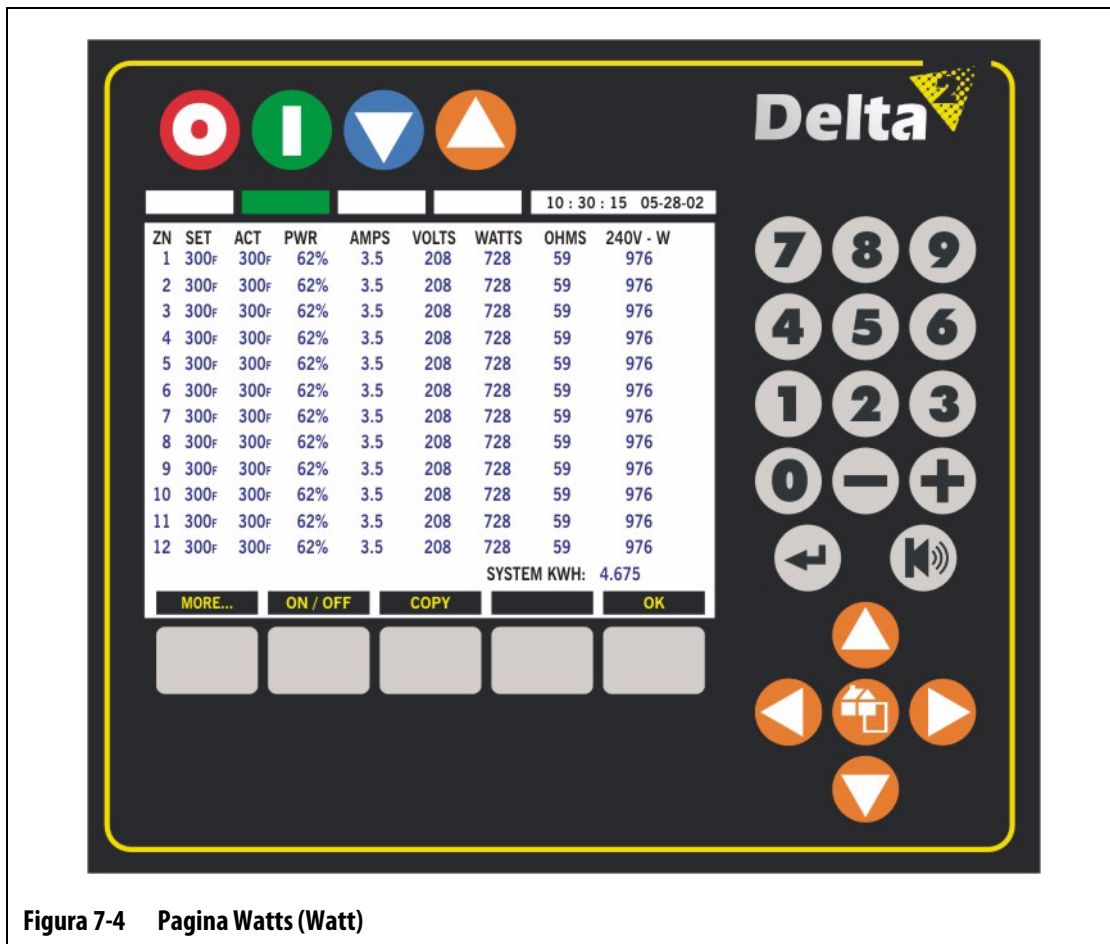 Delta 2
10 : 30 : 15 05-28-02
ZN SET ACT PWR AMPS VOLTS WATTS OHMS 240V - W
1 300F 300F 62% 3.5 208 728 59 976
2 300F 300F 62% 3.5 208 728 59 976
3 300F 300F 62% 3.5 208 728 59 976
4 300F 300F 62% 3.5 208 728 59 976
5 300F 300F 62% 3.5 208 728 59 976
6 300F 300F 62% 3.5 208 728 59 976
7 300F 300F 62% 3.5 208 728 59 976
8 300F 300F 62% 3.5 208 728 59 976
9 300F 300F 62% 3.5 208 728 59 976
10 300F 300F 62% 3.5 208 728 59 976
11 300F 300F 62% 3.5 208 728 59 976
12 300F 300F 62% 3.5 208 728 59 976
SYSTEM KWH: 4.675
MORE... ON / OFF COPY OK
7 8 9
4 5 6
1 2 3
0 − +
Figura 7-4 Pagina Watts (Watt)